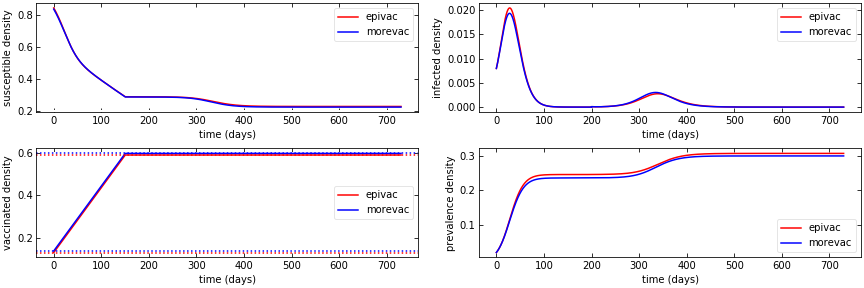 susceptible density
0.8
0.6
0.4
0.2
0 100 200 300 400 500 600 700
time (days)
epivac
morevac
infected density
0.020
0.015
0.010
0.005
0.000
0 100 200 300 400 500 600 700
time (days)
epivac
morevac
vaccinated density
0.6
0.4
0.2
0 100 200 300 400 500 600 700
time (days)
epivac
morevac
prevalence density
0.3
0.2
0.1
0 100 200 300 400 500 600 700
time (days)
epivac
morevac